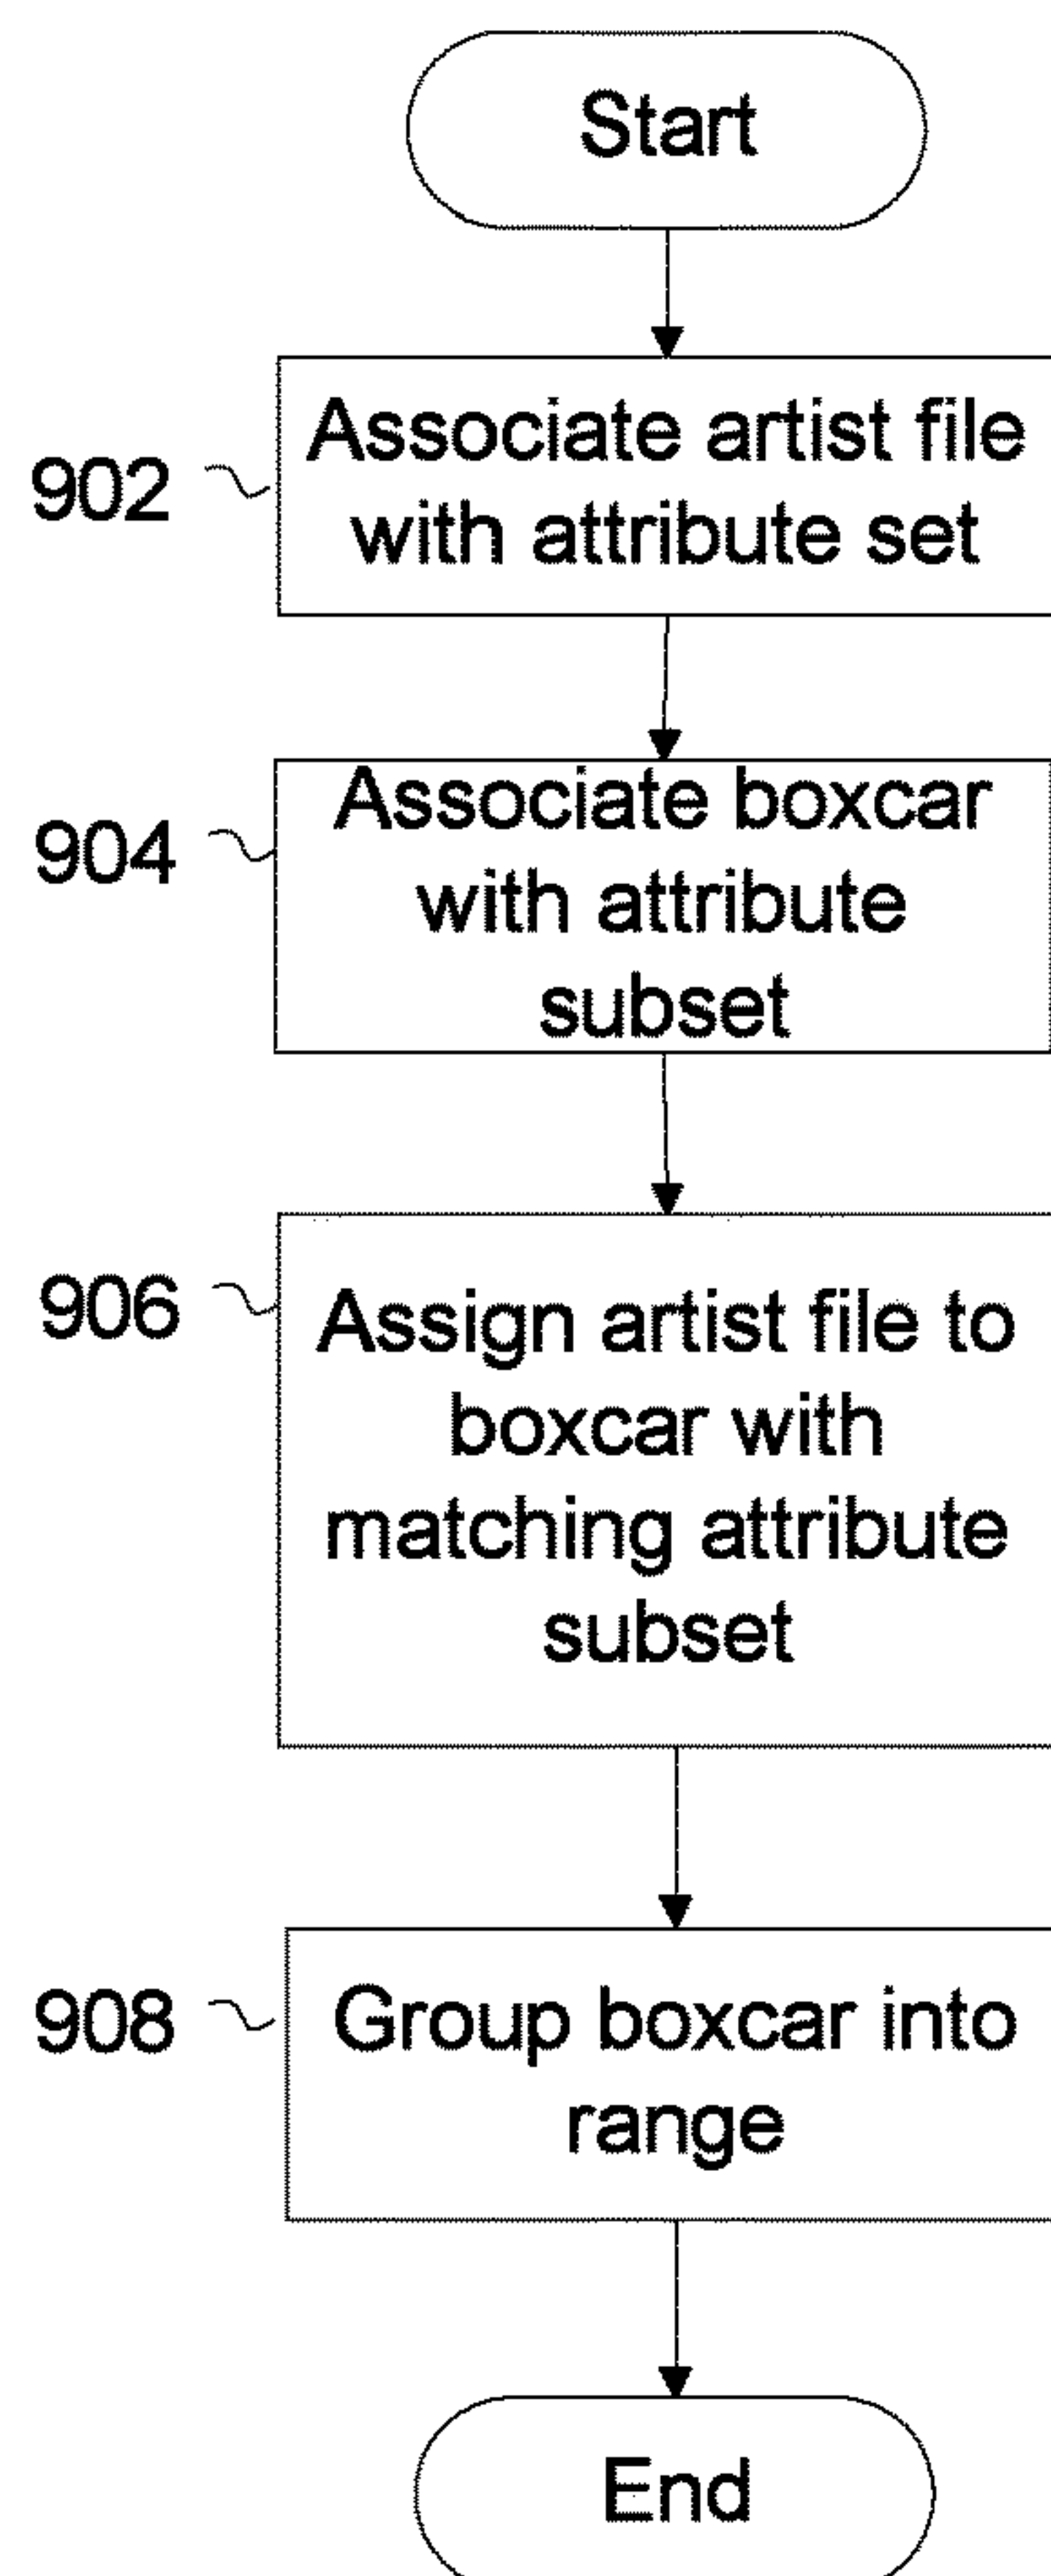 Start
902
Associate artist file
with attribute set
904
Associate boxcar
with attribute
subset
906
Assign artist file to
boxcar with
matching attribute
subset
908
Group boxcar into
range
End